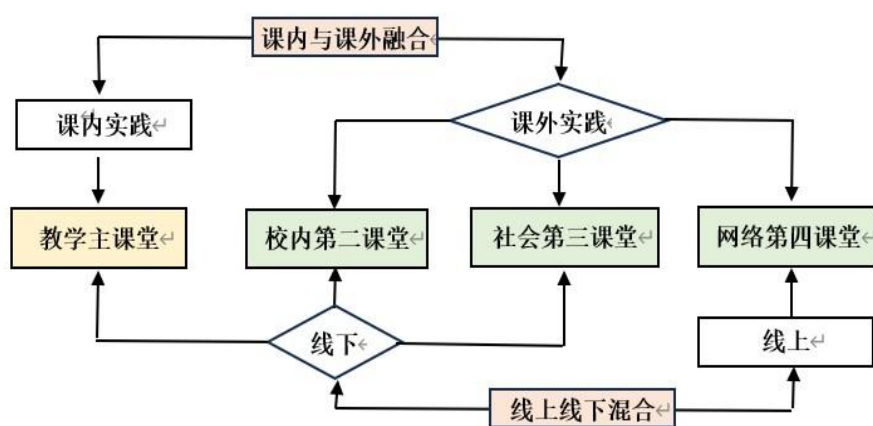 课内与课外融合
课内实践
课外实践
教学主课堂
校内第二课堂
社会第三课堂
网络第四课堂
线下
线上
线上线下混合